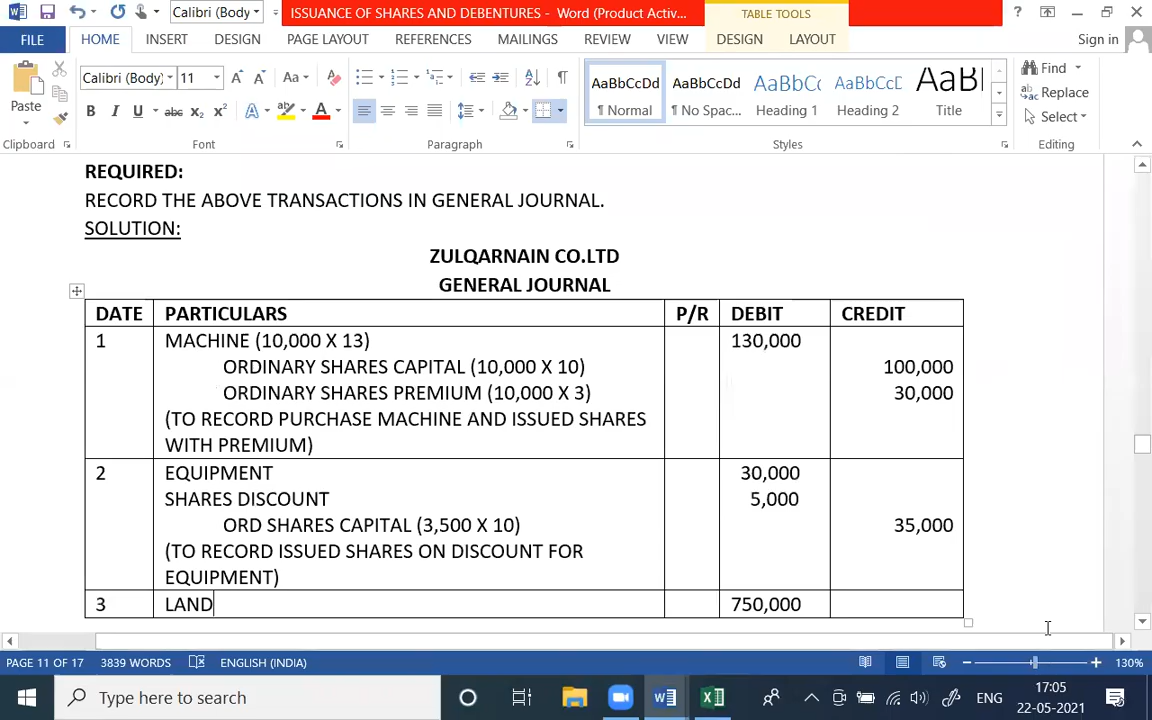 Calibri (Body
ISSUANCE OF SHARES AND DEBENTURES - Word (Product Activ...
TABLE TOOLS
?
FILE
HOME
INSERT
DESIGN
PAGE LAYOUT
REFERENCES
MAILINGS
REVIEW
VIEW
DESIGN
LAYOUT
Sign in
Paste
Calibri (Body)
11
A A Aa
B I U abc x₂ x² A A
AaBbCcDd AaBbCcDd AaBbCc AaBbCcC AaBl
¶ Normal ¶ No Spac... Heading 1 Heading 2 Title
Find
Replace
Select
Clipboard
Font
Paragraph
Styles
Editing
REQUIRED:
RECORD THE ABOVE TRANSACTIONS IN GENERAL JOURNAL.
SOLUTION:
ZULQARNAIN CO.LTD
GENERAL JOURNAL
DATE PARTICULARS P/R DEBIT CREDIT
1 MACHINE (10,000 X 13) 130,000
ORDINARY SHARES CAPITAL (10,000 X 10) 100,000
ORDINARY SHARES PREMIUM (10,000 X 3) 30,000
(TO RECORD PURCHASE MACHINE AND ISSUED SHARES
WITH PREMIUM)
2 EQUIPMENT 30,000
SHARES DISCOUNT 5,000
ORD SHARES CAPITAL (3,500 X 10) 35,000
(TO RECORD ISSUED SHARES ON DISCOUNT FOR
EQUIPMENT)
3 LAND 750,000
PAGE 11 OF 17 3839 WORDS ENGLISH (INDIA) 130%
Type here to search
ENG
17:05
22-05-2021